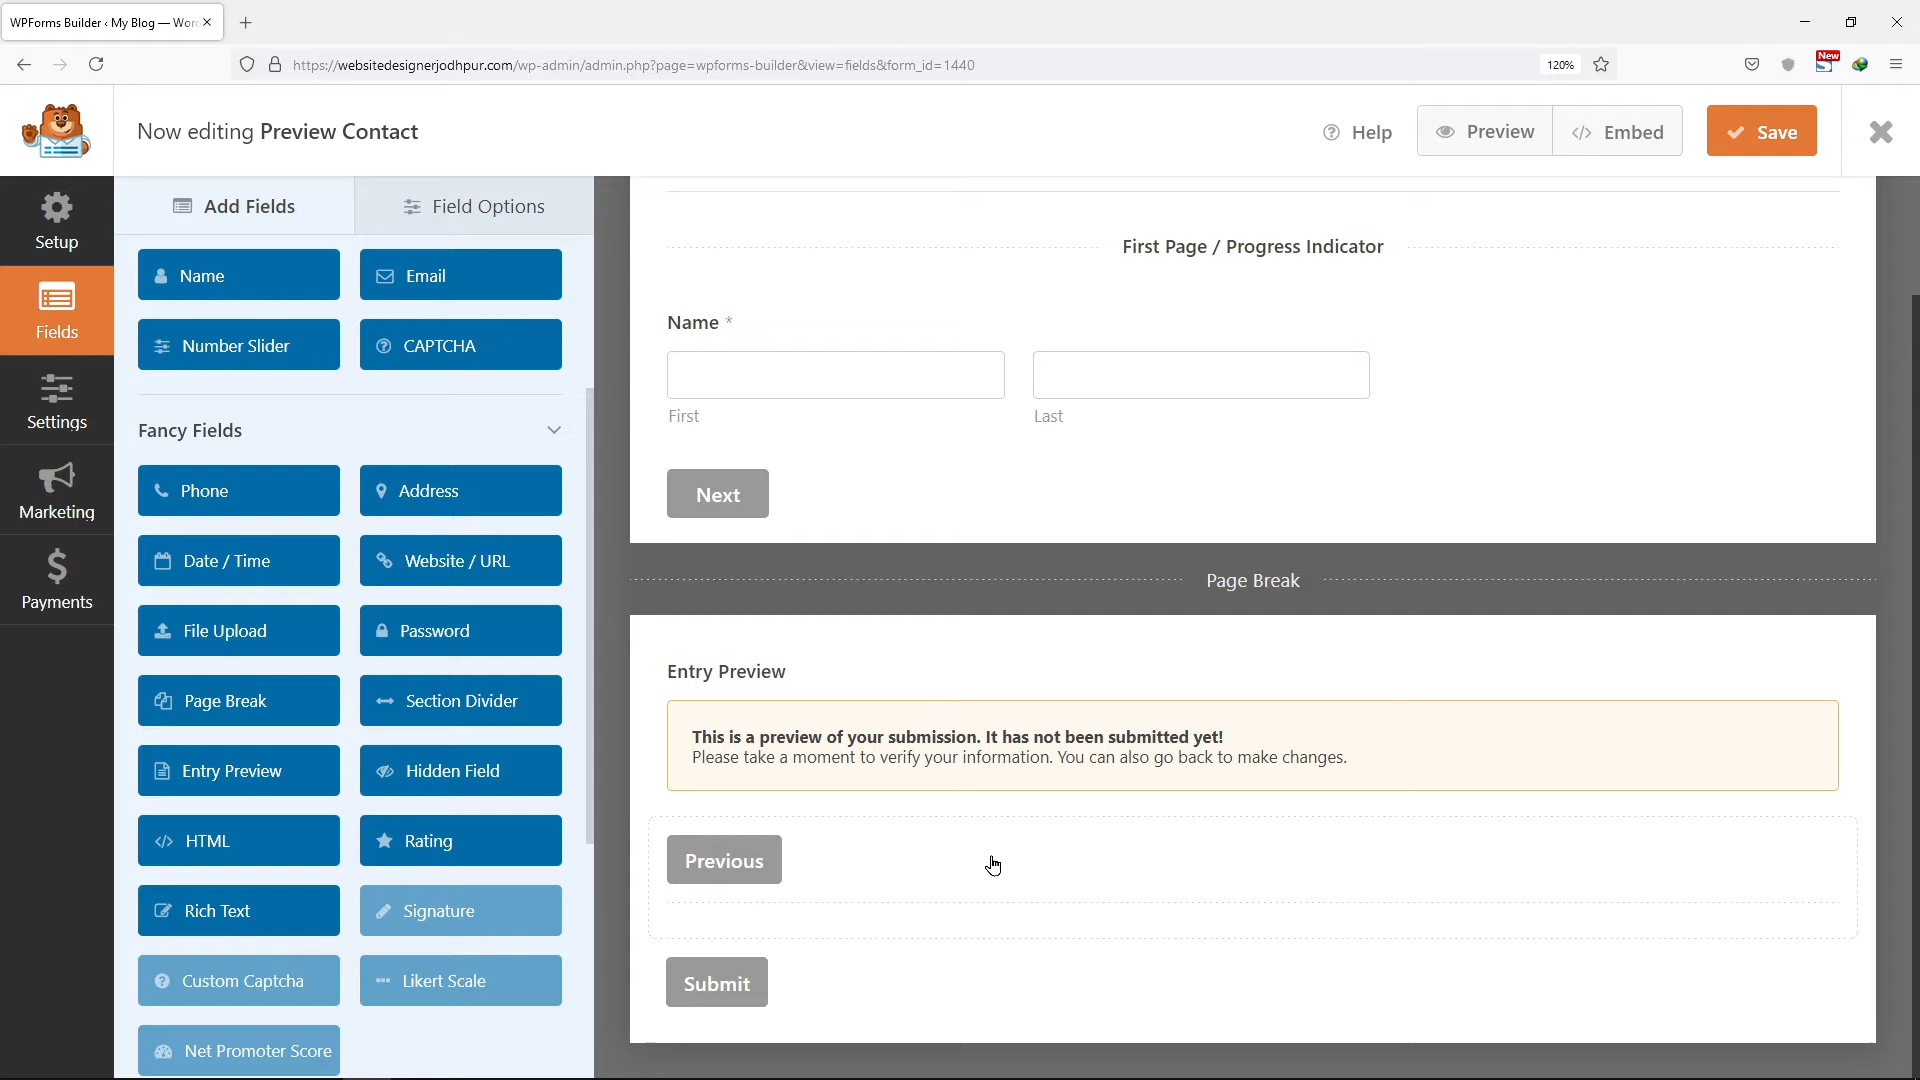 WPForms Builder ‹ My Blog — Wor
https://websitedesignerjodhpur.com/wp-admin/admin.php?page=wpforms-builder&view=fields&form_id=1440
120%
New
Now editing Preview Contact
Help
Preview
Embed
Save
Setup
Fields
Settings
Marketing
Payments
Add Fields
Field Options
Name
Email
Number Slider
CAPTCHA
Fancy Fields
Phone
Address
Date / Time
Website / URL
File Upload
Password
Page Break
Section Divider
Entry Preview
Hidden Field
HTML
Rating
Rich Text
Signature
Custom Captcha
Likert Scale
Net Promoter Score
First Page / Progress Indicator
Name *
First
Last
Next
Page Break
Entry Preview
This is a preview of your submission. It has not been submitted yet!
Please take a moment to verify your information. You can also go back to make changes.
Previous
Submit